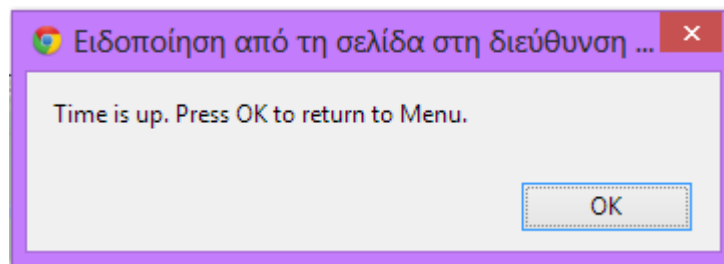 Ειδοποίηση από τη σελίδα στη διεύθυνση ...
Time is up. Press OK to return to Menu.
OK